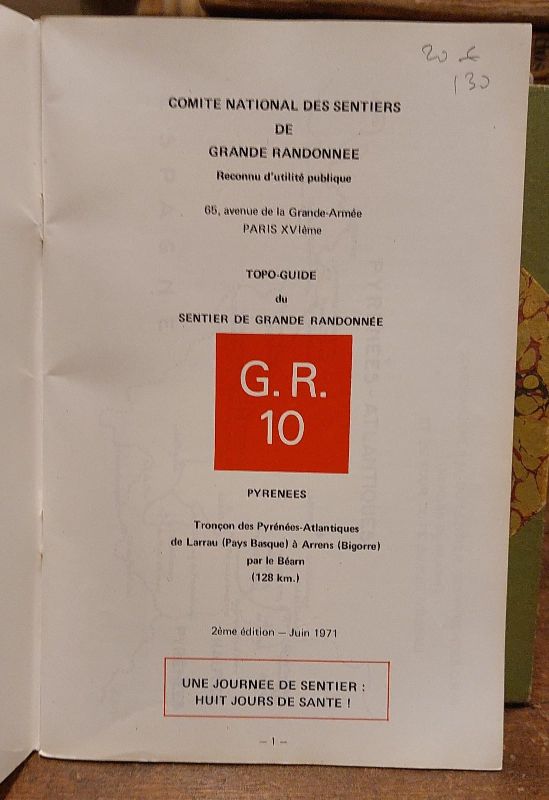 20 €
130
COMITE NATIONAL DES SENTIERS
DE
GRANDE RANDONNEE
Reconnu d'utilité publique
65, avenue de la Grande-Armée
PARIS XVIème
TOPO-GUIDE
du
SENTIER DE GRANDE RANDONNÉE
G. R.
10
PYRENEES
Tronçon des Pyrénées-Atlantiques
de Larrau (Pays Basque) à Arrens (Bigorre)
par le Béarn
(128 km.)
2ème édition — Juin 1971
UNE JOURNEE DE SENTIER :
HUIT JOURS DE SANTE !
— 1 —